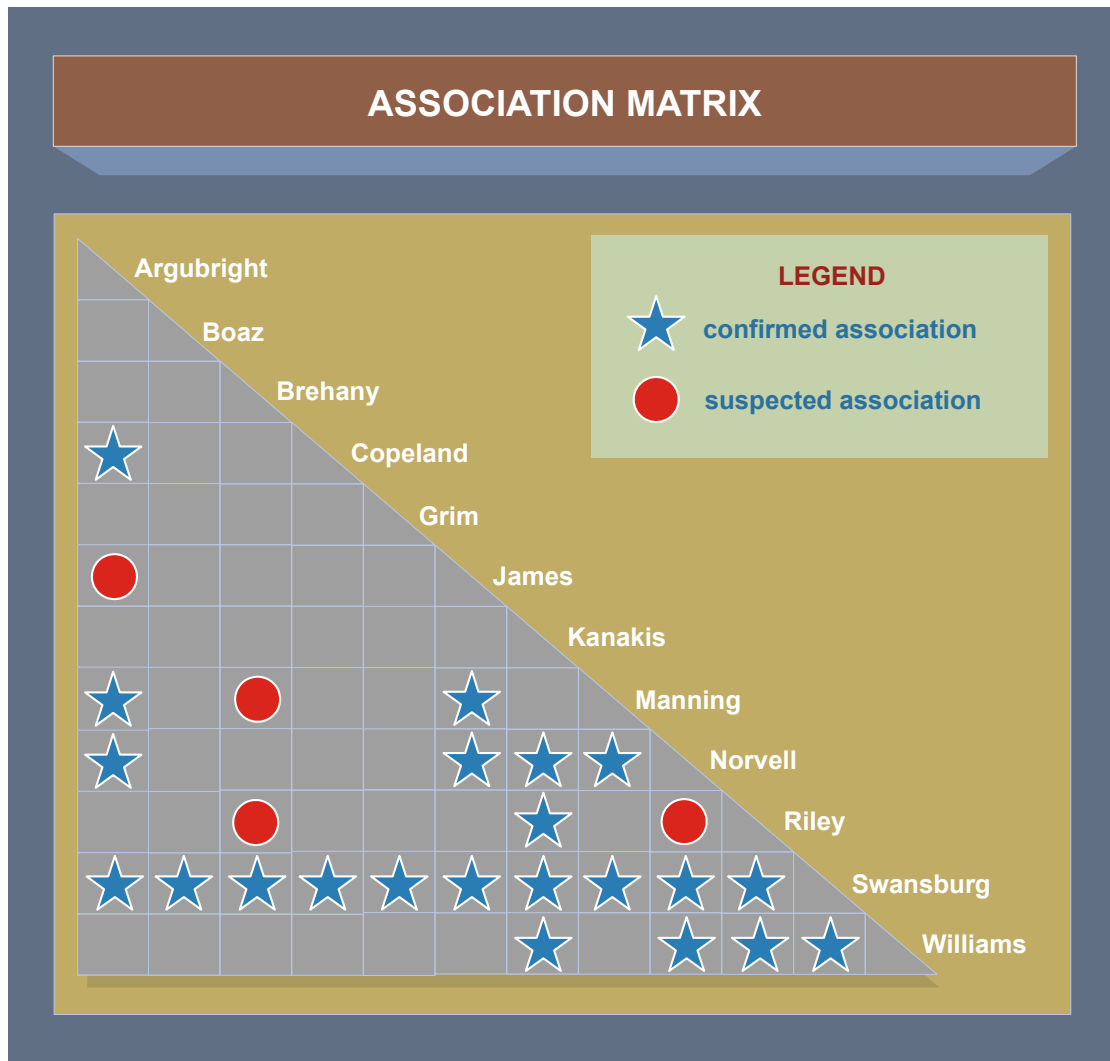 ASSOCIATION MATRIX
LEGEND
confirmed association
suspected association
Argubright
Boaz
Brehany
Copeland
Grim
James
Kanakis
Manning
Norvell
Riley
Swansburg
Williams